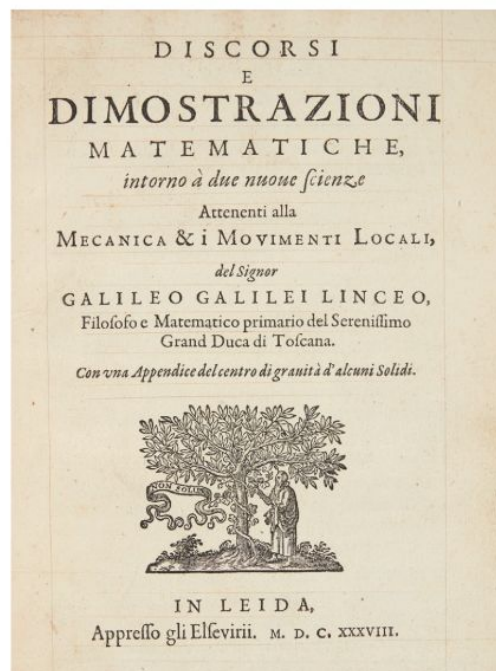 DISCORSI
E
DIMOSTRAZIONI
MATEMATICHE,
intorno à due nuoue ſcienze
Attenenti alla
MECANICA & i MOVIMENTI LOCALI,
del Signor
GALILEO GALILEI LINCEO,
Filoſofo e Matematico primario del Sereniſſimo
Grand Duca di Toſcana.
Con vna Appendice del centro di grauità d'alcuni Solidi.
NON SOLUS
IN LEIDA,
Appreſſo gli Elſevirii. M. D. C. XXXVIII.